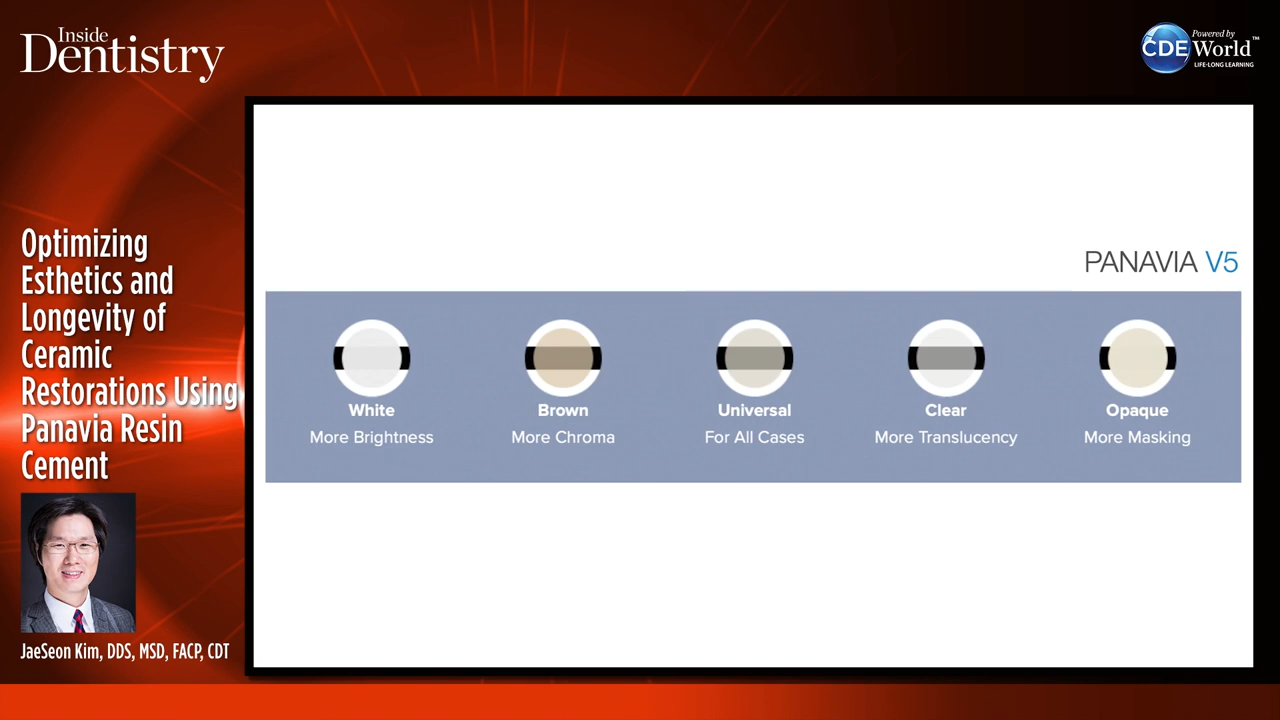 Inside
Dentistry
Powered by
CDEWorld™
LIFE-LONG LEARNING
Optimizing
Esthetics and
Longevity of
Ceramic
Restorations Using
Panavia Resin
Cement
JaeSeon Kim, DDS, MSD, FACP, CDT
PANAVIA V5
White
More Brightness
Brown
More Chroma
Universal
For All Cases
Clear
More Translucency
Opaque
More Masking